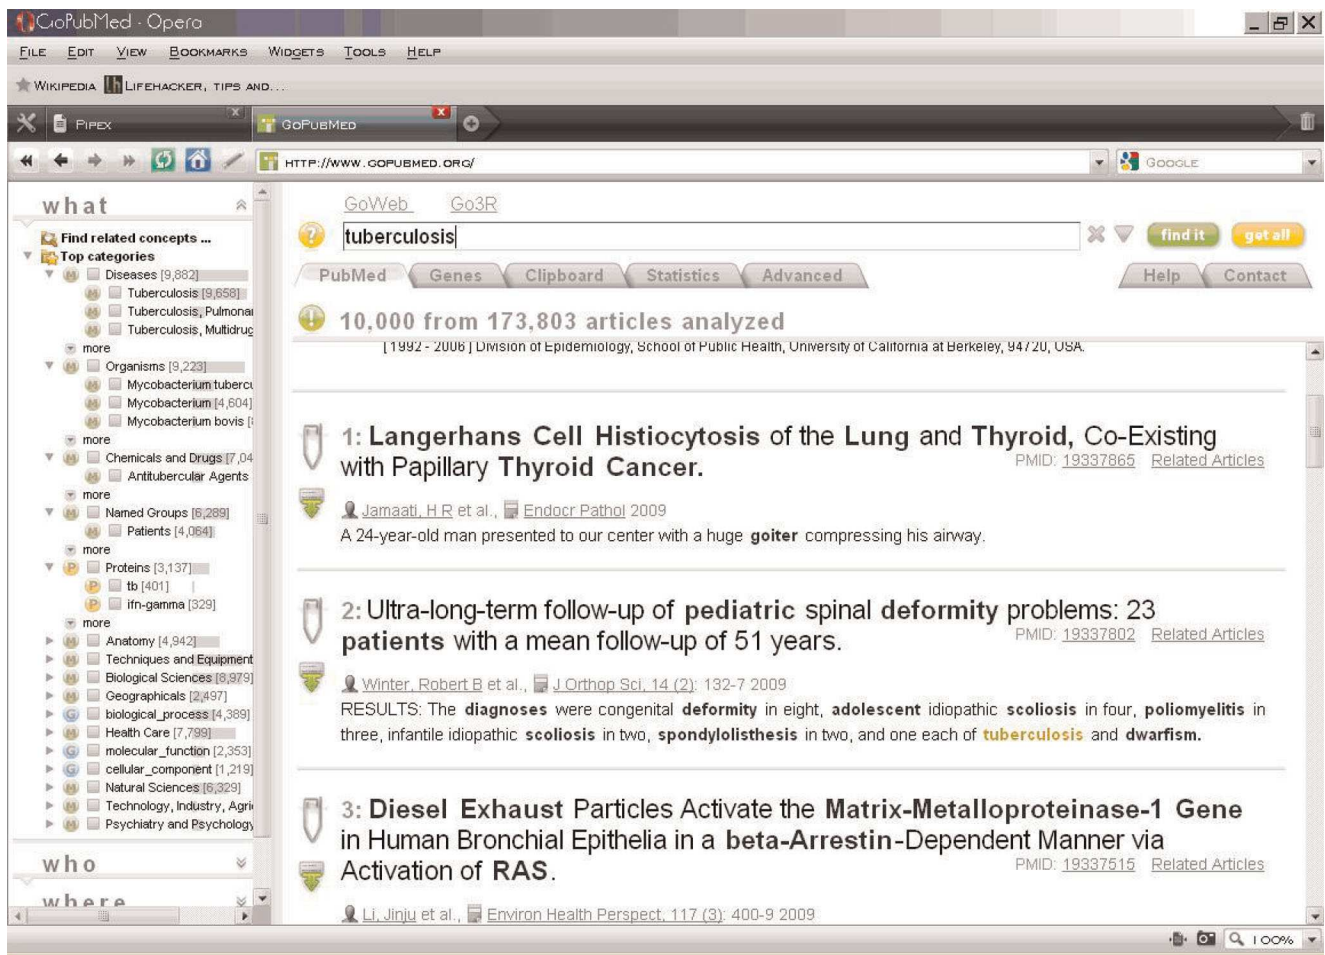 GoPubMed - Opera
File Edit View Bookmarks Widgets Tools Help
Wikipedia Lifehacker, tips and...
Pipex GoPubMed
http://www.gopubmed.org/ Google
what
Find related concepts ...
Top categories
Diseases [9,882]
Tuberculosis [9,658]
Tuberculosis, Pulmonar
Tuberculosis, Multidrug
more
Organisms [9,223]
Mycobacterium tubercu
Mycobacterium [4,604]
Mycobacterium bovis [
more
Chemicals and Drugs [7,04
Antitubercular Agents
more
Named Groups [6,289]
Patients [4,064]
more
Proteins [3,137]
tb [401]
ifn-gamma [329]
more
Anatomy [4,942]
Techniques and Equipment
Biological Sciences [8,979]
Geographicals [2,497]
biological_process [4,389]
Health Care [7,799]
molecular_function [2,353]
cellular_component [1,219]
Natural Sciences [6,329]
Technology, Industry, Agri
Psychiatry and Psychology
who
where
GoWeb Go3R
tuberculosis find it get all
PubMed Genes Clipboard Statistics Advanced Help Contact
10,000 from 173,803 articles analyzed
[ 1992 - 2006 ] Division of Epidemiology, School of Public Health, University of California at Berkeley, 94720, USA.
1: Langerhans Cell Histiocytosis of the Lung and Thyroid, Co-Existing
with Papillary Thyroid Cancer. PMID: 19337865 Related Articles
Jamaati, H R et al., Endocr Pathol 2009
A 24-year-old man presented to our center with a huge goiter compressing his airway.
2: Ultra-long-term follow-up of pediatric spinal deformity problems: 23
patients with a mean follow-up of 51 years. PMID: 19337802 Related Articles
Winter, Robert B et al., J Orthop Sci, 14 (2): 132-7 2009
RESULTS: The diagnoses were congenital deformity in eight, adolescent idiopathic scoliosis in four, poliomyelitis in
three, infantile idiopathic scoliosis in two, spondylolisthesis in two, and one each of tuberculosis and dwarfism.
3: Diesel Exhaust Particles Activate the Matrix-Metalloproteinase-1 Gene
in Human Bronchial Epithelia in a beta-Arrestin-Dependent Manner via
Activation of RAS. PMID: 19337515 Related Articles
Li, Jinju et al., Environ Health Perspect, 117 (3): 400-9 2009
100%